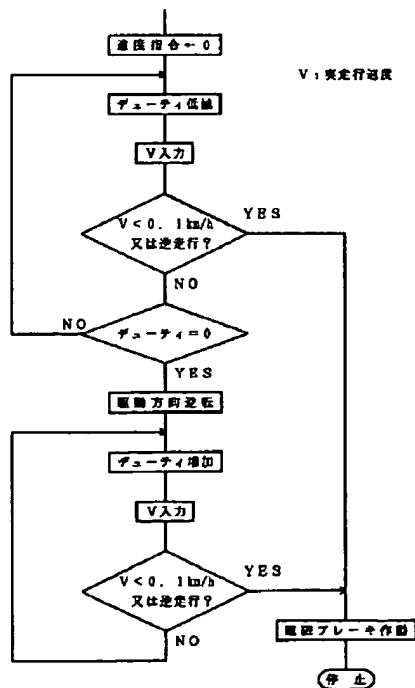 速度指令←0
V：実走行速度
デューティ低減
V入力
V＜0．1km/h
又は逆走行？
YES
NO
デューティ＝0
NO
YES
駆動方向逆転
デューティ増加
V入力
V＜0．1km/h
又は逆走行？
YES
NO
電磁ブレーキ作動
停止